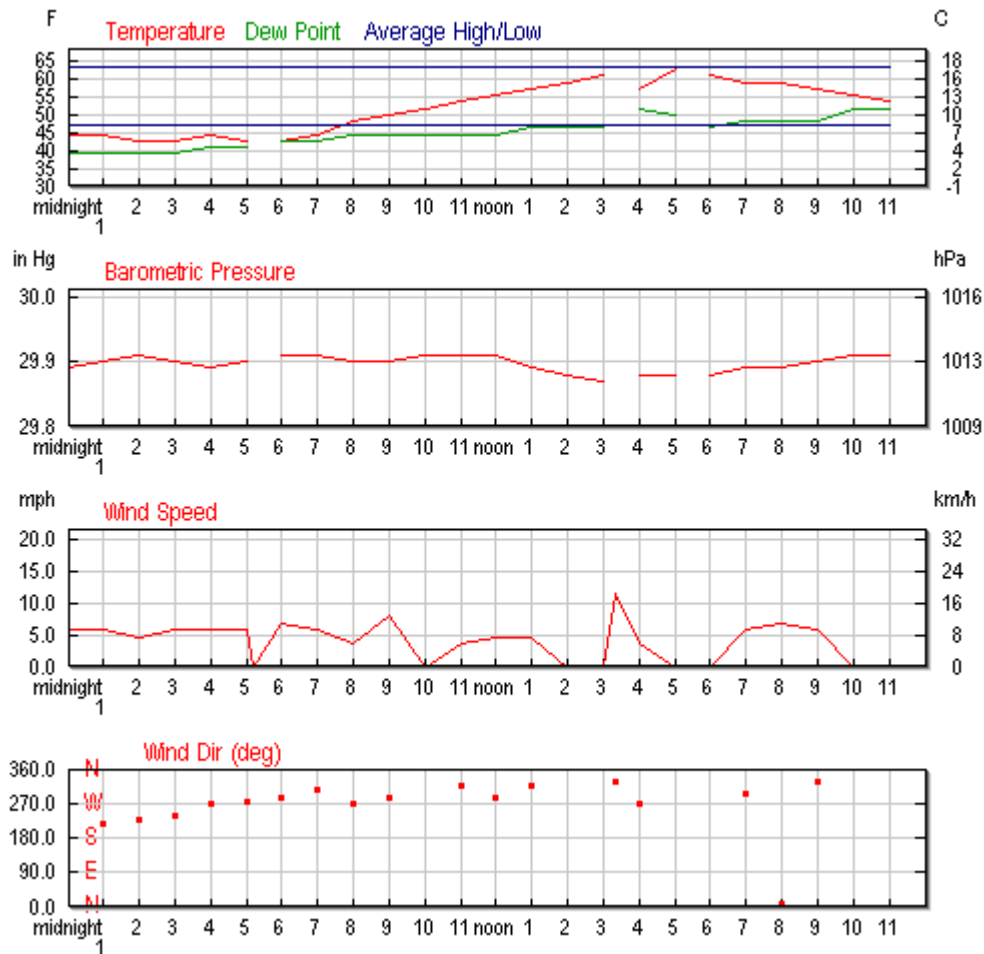 F C
Temperature Dew Point Average High/Low
65 18
60 16
55 13
50 10
45 7
40 4
35 2
30 -1
midnight 1 2 3 4 5 6 7 8 9 10 11 noon 1 2 3 4 5 6 7 8 9 10 11
in Hg hPa
Barometric Pressure
30.0 1016
29.9 1013
29.8 1009
midnight 1 2 3 4 5 6 7 8 9 10 11 noon 1 2 3 4 5 6 7 8 9 10 11
mph km/h
Wind Speed
20.0 32
15.0 24
10.0 16
5.0 8
0.0 0
midnight 1 2 3 4 5 6 7 8 9 10 11 noon 1 2 3 4 5 6 7 8 9 10 11
Wind Dir (deg)
360.0 N
270.0 W
180.0 S
90.0 E
0.0 N
midnight 1 2 3 4 5 6 7 8 9 10 11 noon 1 2 3 4 5 6 7 8 9 10 11